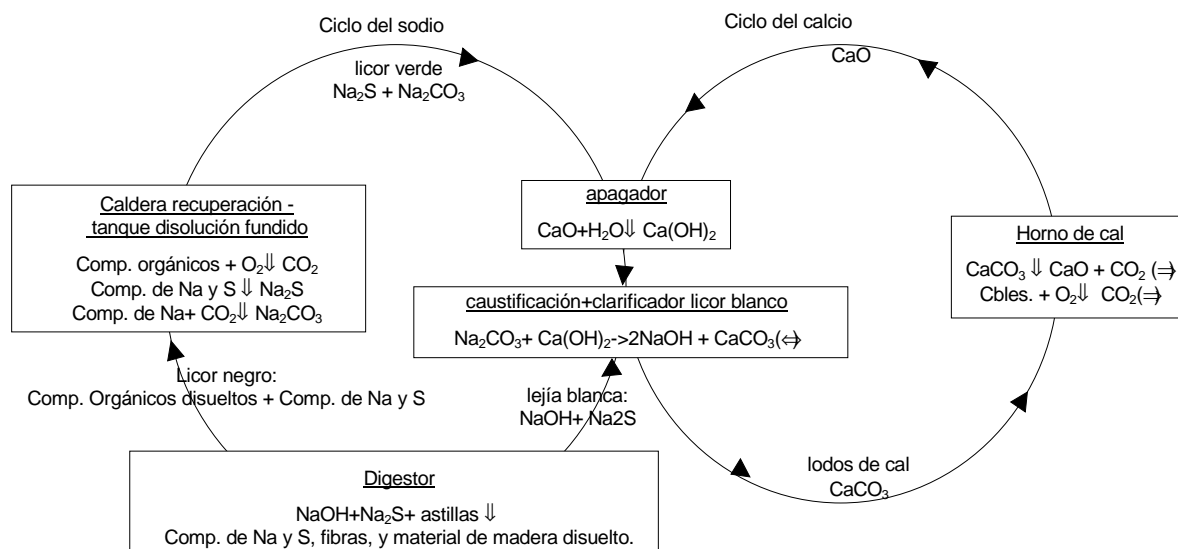 Ciclo del sodio
Ciclo del calcio
licor verde
Na₂S + Na₂CO₃
CaO
Caldera recuperación -
tanque disolución fundido
Comp. orgánicos + O₂⇓ CO₂
Comp. de Na y S ⇓ Na₂S
Comp. de Na+ CO₂⇓ Na₂CO₃
apagador
CaO+H₂O⇓ Ca(OH)₂
Horno de cal
CaCO₃ ⇓ CaO + CO₂ (⇉)
Cbles. + O₂⇓ CO₂(⇉)
caustificación+clarificador licor blanco
Na₂CO₃+ Ca(OH)₂->2NaOH + CaCO₃(⇔)
Licor negro:
Comp. Orgánicos disueltos + Comp. de Na y S
lejía blanca:
NaOH+ Na2S
lodos de cal
CaCO₃
Digestor
NaOH+Na₂S+ astillas ⇓
Comp. de Na y S, fibras, y material de madera disuelto.